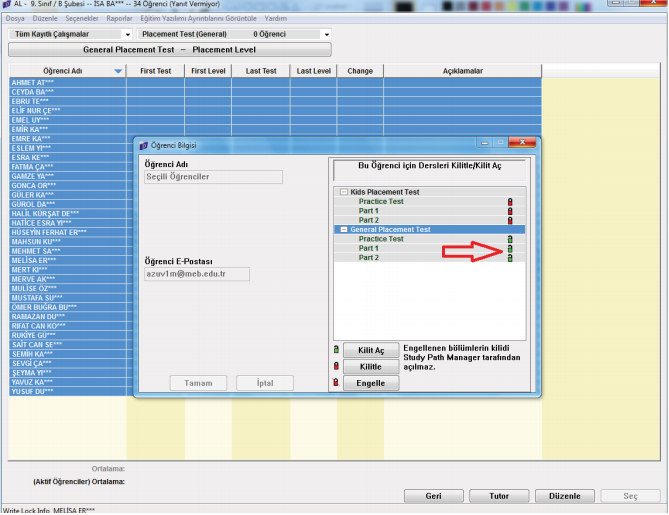 AL - 9. Sınıf / B Şubesi -- İSA BA*** -- 34 Öğrenci (Yanıt Vermiyor)
Dosya Düzenle Seçenekler Raporlar Eğitim Yazılımı Ayrıntılarını Görüntüle Yardım
Tüm Kayıtlı Çalışmalar Placement Test (General) 0 Öğrenci
General Placement Test – Placement Level
Öğrenci Adı First Test First Level Last Test Last Level Change Açıklamalar
AHMET AT***
CEYDA BA***
EBRU TE***
ELİF NUR ÇE***
EMEL UY***
EMİR KA***
EMRE KA***
ESLEM YI***
ESRA KE***
FATMA ÇA***
GAMZE YA***
GONCA OR***
GÜLER KA***
GÜROL DA***
HALİL KÜRŞAT DE***
HATİCE ESRA YI***
HÜSEYİN FERHAT ER***
MAHSUN KU***
MEHMET SA***
MELİSA ER***
MERT KI***
MERVE AK***
MULİSE ÖZ***
MUSTAFA SU***
ÖMER BUĞRA BU***
RAMAZAN DU***
RIFAT CAN KO***
RUKİYE GÜ***
SAİT CAN SE***
SEMİH KA***
SEVGİ ÇA***
ŞEYMA YI***
YAVUZ KA***
YUSUF DU***
Öğrenci Bilgisi
Öğrenci Adı
Seçili Öğrenciler
Öğrenci E-Postası
azuv1m@meb.edu.tr
Tamam İptal
Bu Öğrenci için Dersleri Kilitle/Kilit Aç
Kids Placement Test
Practice Test
Part 1
Part 2
General Placement Test
Practice Test
Part 1
Part 2
Kilit Aç
Kilitle
Engelle
Engellenen bölümlerin kilidi
Study Path Manager tarafından
açılmaz.
Ortalama:
(Aktif Öğrenciler) Ortalama:
Geri Tutor Düzenle Seç
Write Lock Info MELİSA ER***